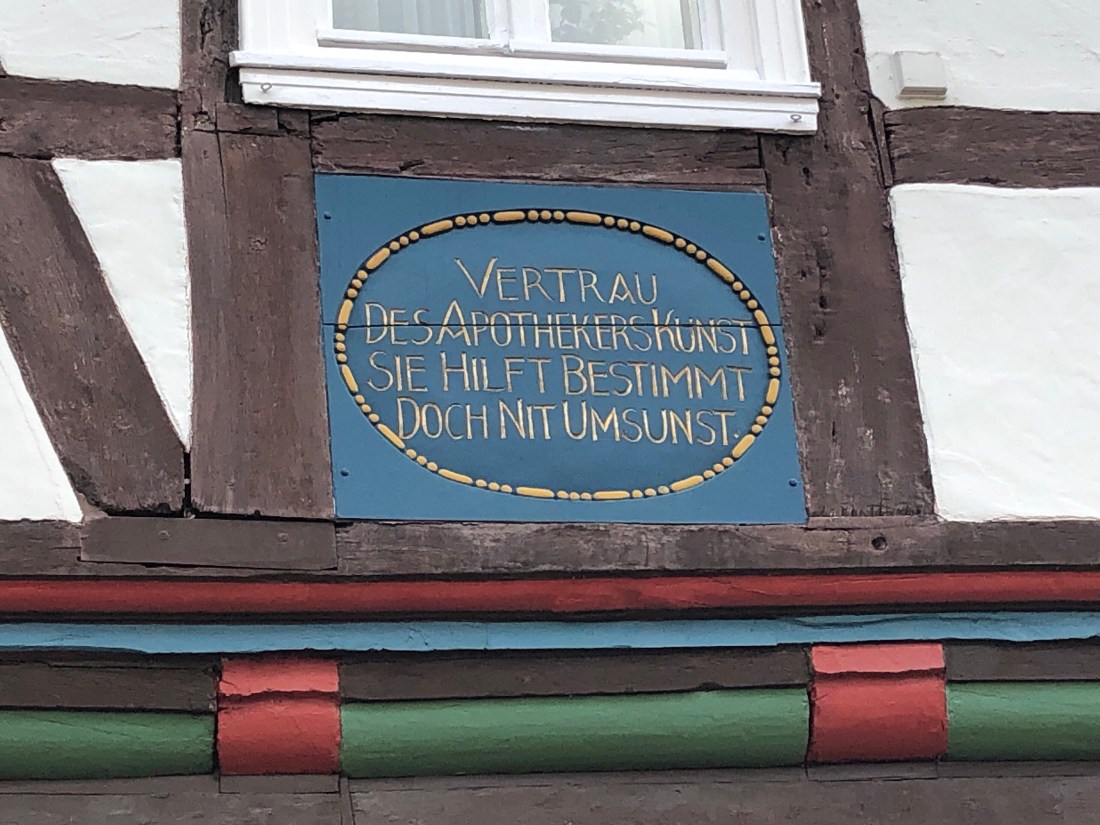 VERTRAU
DES APOTHEKERS KUNST
SIE HILFT BESTIMMT
DOCH NIT UMSUNST.